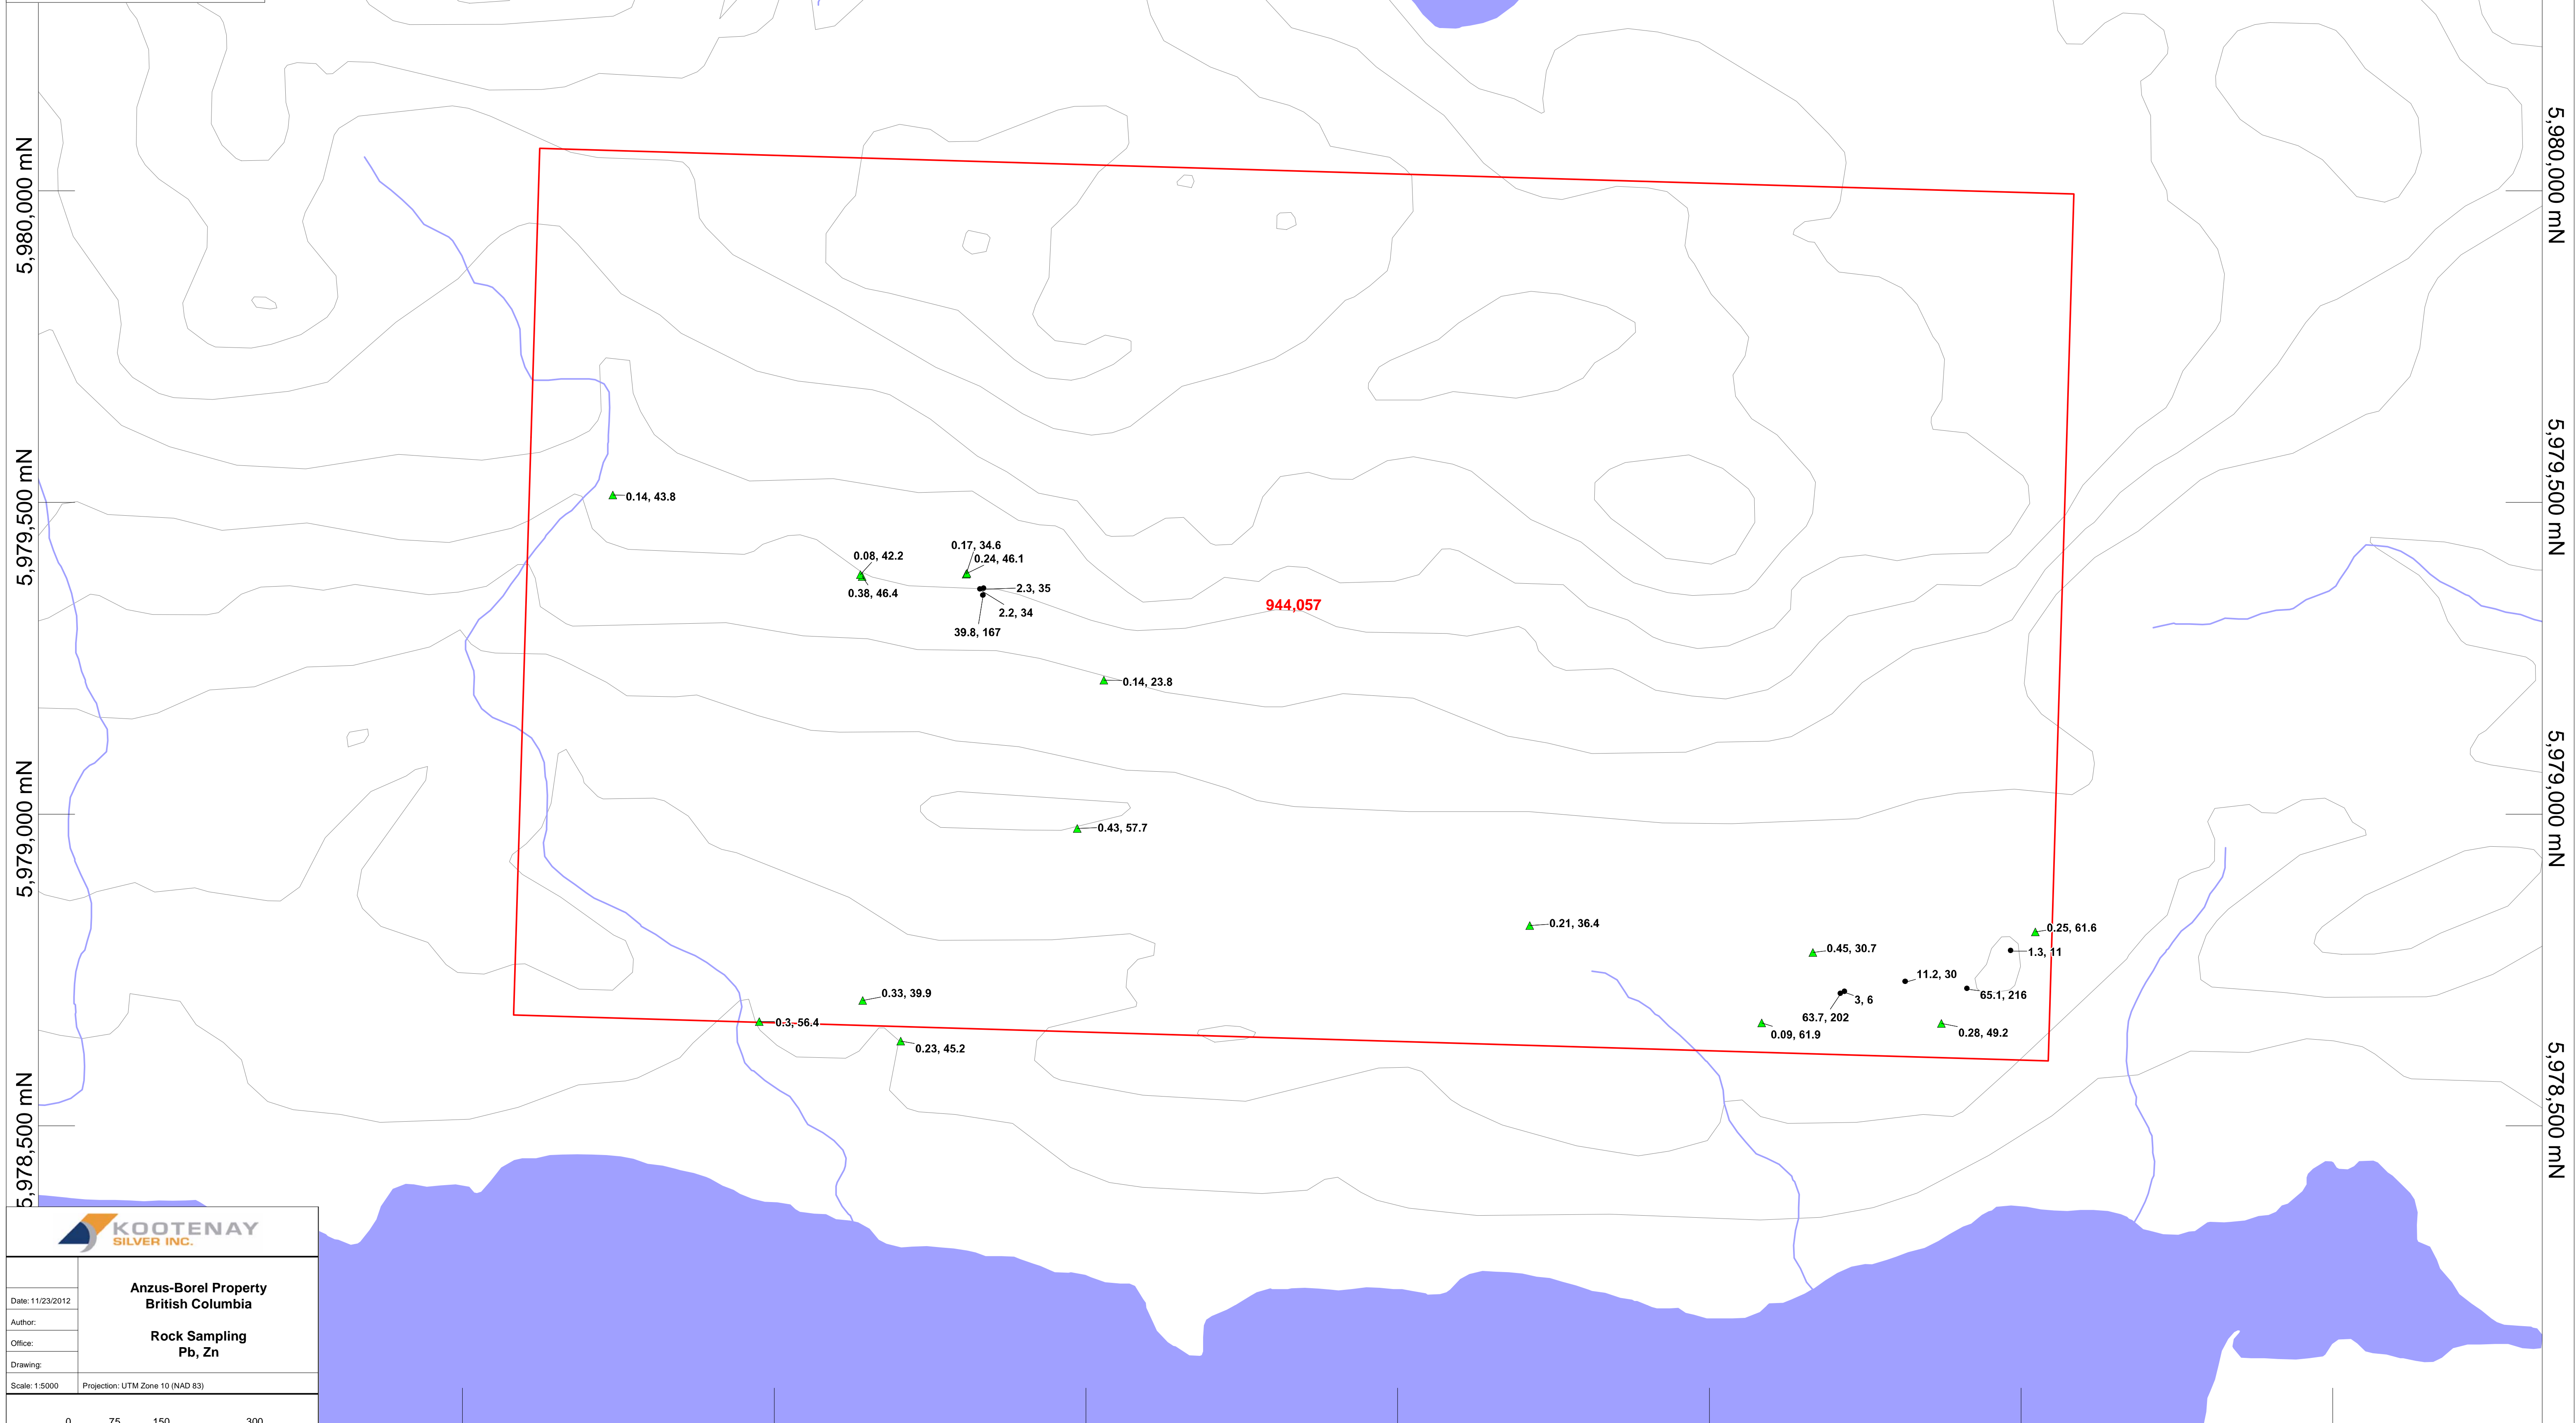 5,980,000 mN
5,980,000 mN
5,979,500 mN
5,979,500 mN
0.14, 43.8
0.17, 34.6
0.08, 42.2
0.24, 46.1
0.38, 46.4
2.3, 35
2.2, 34
39.8, 167
944,057
0.14, 23.8
5,979,000 mN
5,979,000 mN
0.43, 57.7
0.21, 36.4
0.25, 61.6
0.45, 30.7
1.3, 11
11.2, 30
0.33, 39.9
65.1, 216
3, 6
63.7, 202
0.3, 56.4
0.09, 61.9
0.28, 49.2
0.23, 45.2
5,978,500 mN
5,978,500 mN
KOOTENAY
SILVER INC.
Anzus-Borel Property
British Columbia
Rock Sampling
Pb, Zn
Date: 11/23/2012
Author:
Office:
Drawing:
Scale: 1:5000
Projection: UTM Zone 10 (NAD 83)
0 75 150 300